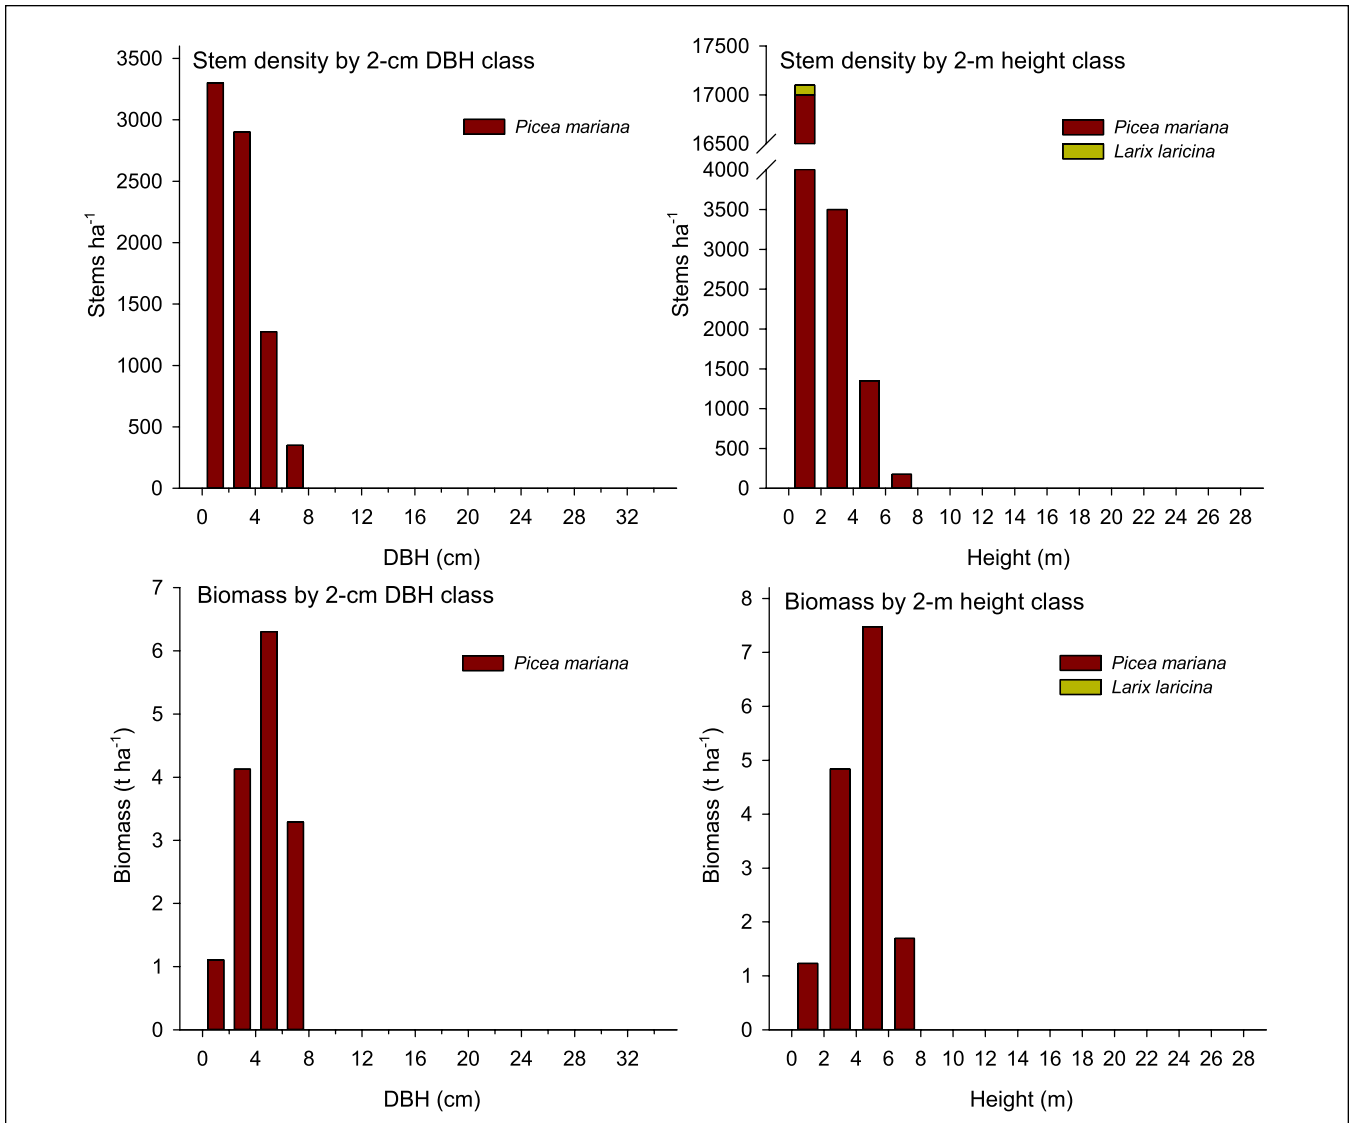 Stem density by 2-cm DBH class
Picea mariana
Stems ha⁻¹
3500
3000
2500
2000
1500
1000
500
0
0 4 8 12 16 20 24 28 32
DBH (cm)
Stem density by 2-m height class
Picea mariana
Larix laricina
Stems ha⁻¹
17500
17000
16500
4000
3500
3000
2500
2000
1500
1000
500
0
0 2 4 6 8 10 12 14 16 18 20 22 24 26 28
Height (m)
Biomass by 2-cm DBH class
Picea mariana
Biomass (t ha⁻¹)
7
6
5
4
3
2
1
0
0 4 8 12 16 20 24 28 32
DBH (cm)
Biomass by 2-m height class
Picea mariana
Larix laricina
Biomass (t ha⁻¹)
8
7
6
5
4
3
2
1
0
0 2 4 6 8 10 12 14 16 18 20 22 24 26 28
Height (m)